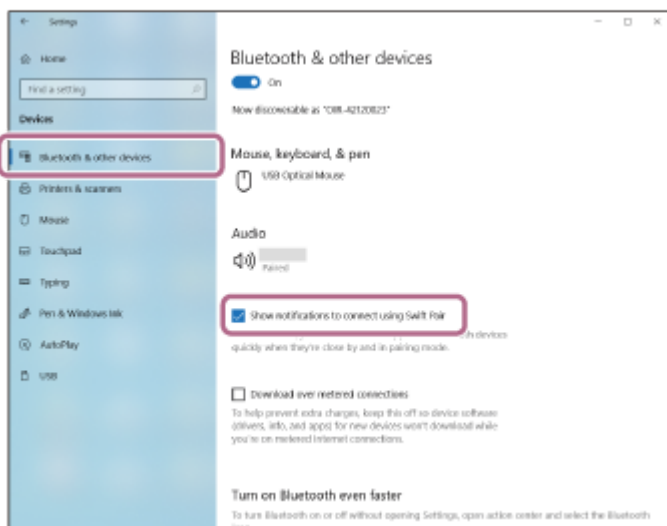 Settings
Home
Find a setting
Devices
Bluetooth & other devices
Printers & scanners
Mouse
Touchpad
Typing
Pen & Windows Ink
AutoPlay
USB
Bluetooth & other devices
On
Now discoverable as
Mouse, keyboard, & pen
USB Optical Mouse
Audio
Paired
Show notifications to connect using Swift Pair
devices
quickly when they're close by and in pairing mode.
Download over metered connections
To help prevent extra charges, keep this off so device software
(drivers, info, and apps) for new devices won't download while
you're on metered Internet connections.
Turn on Bluetooth even faster
To turn Bluetooth on or off without opening Settings, open action center and select the Bluetooth